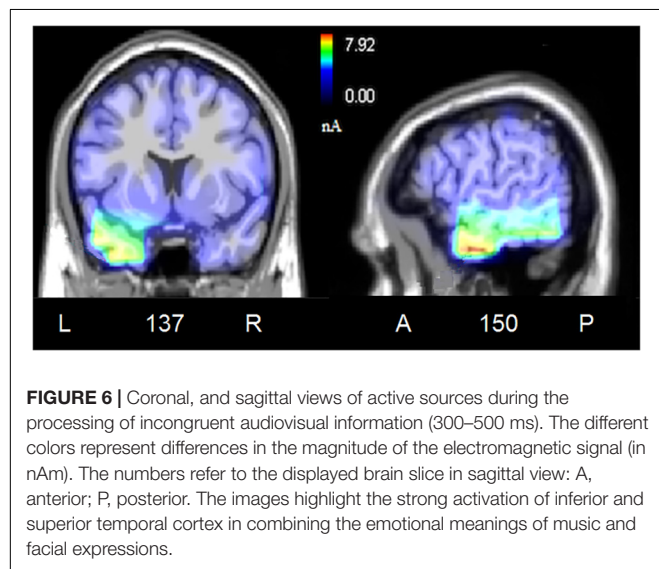 7.92
0.00
nA
L 137 R A 150 P
FIGURE 6 | Coronal, and sagittal views of active sources during the
processing of incongruent audiovisual information (300–500 ms). The different
colors represent differences in the magnitude of the electromagnetic signal (in
nAm). The numbers refer to the displayed brain slice in sagittal view: A,
anterior; P, posterior. The images highlight the strong activation of inferior and
superior temporal cortex in combining the emotional meanings of music and
facial expressions.